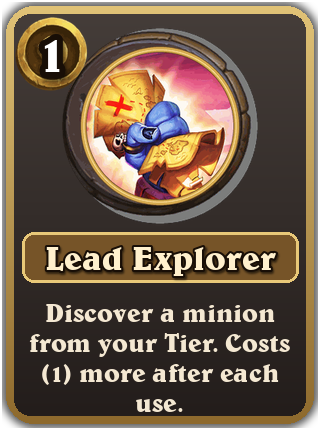 1
Lead Explorer
Discover a minion
from your Tier. Costs
(1) more after each
use.